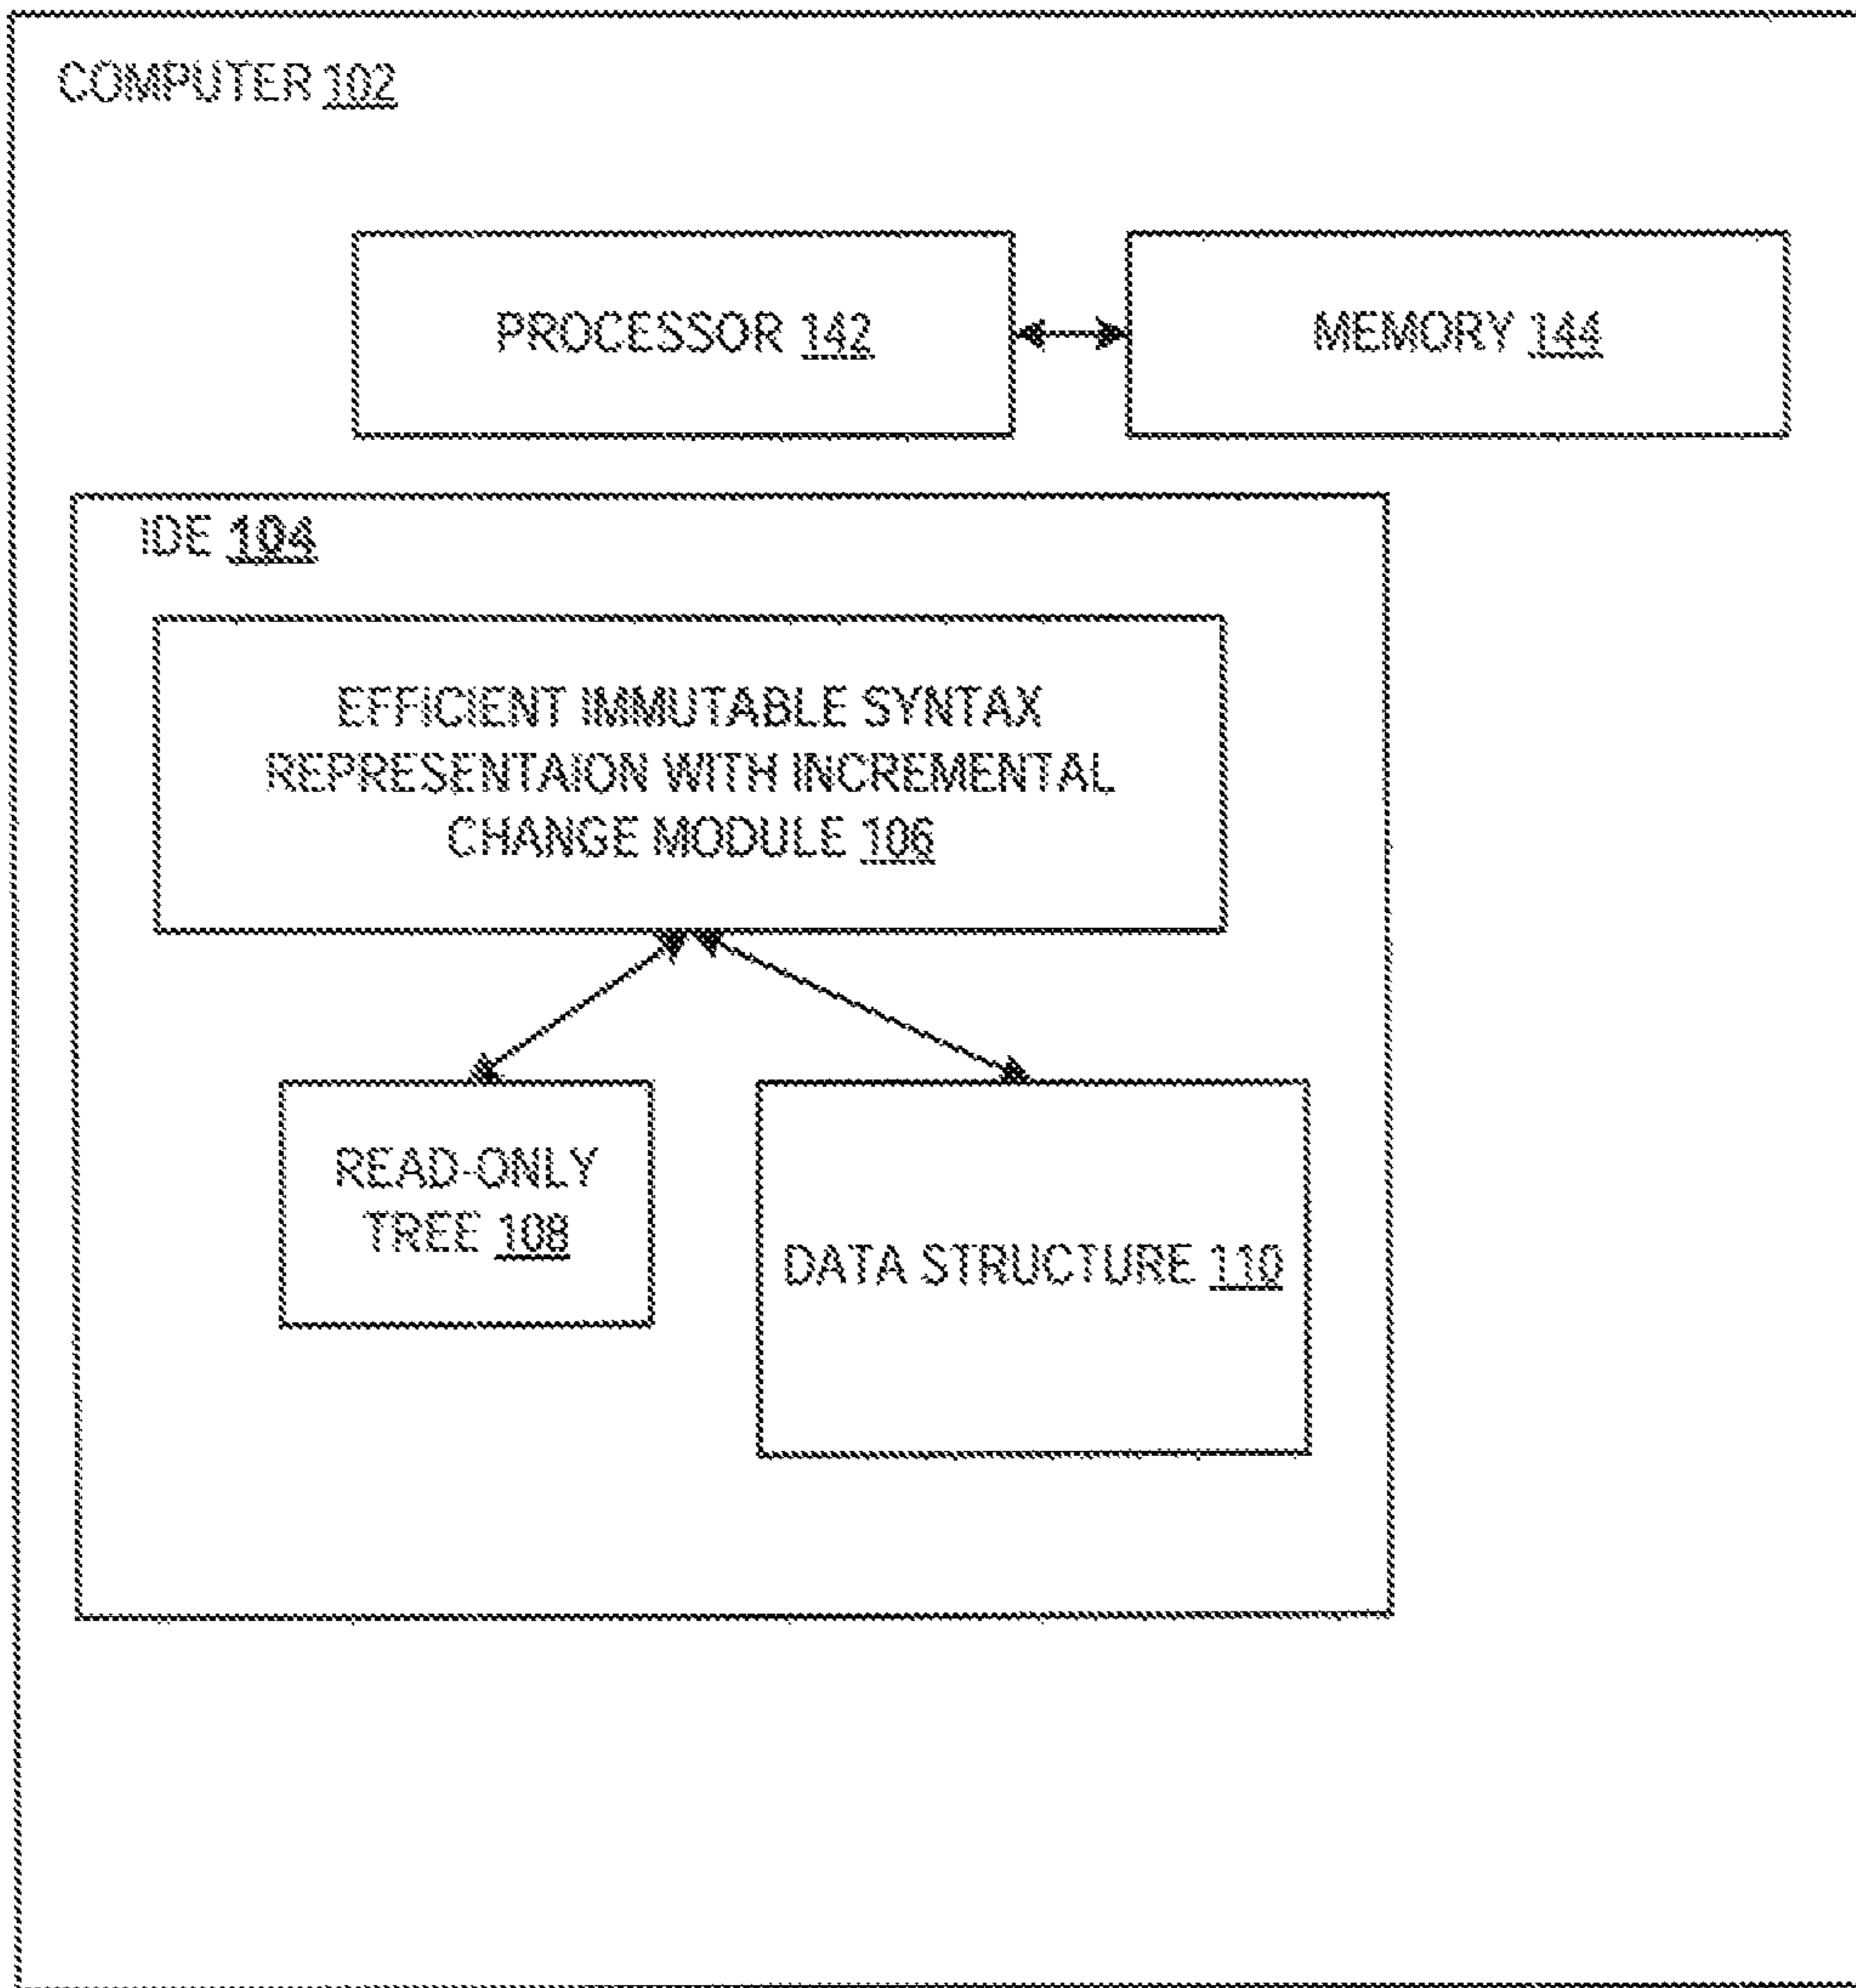 COMPUTER 102
PROCESSOR 142
MEMORY 144
IDE 104
EFFICIENT IMMUTABLE SYNTAX
REPRESENTAION WITH INCREMENTAL
CHANGE MODULE 106
READ-ONLY
TREE 108
DATA STRUCTURE 110